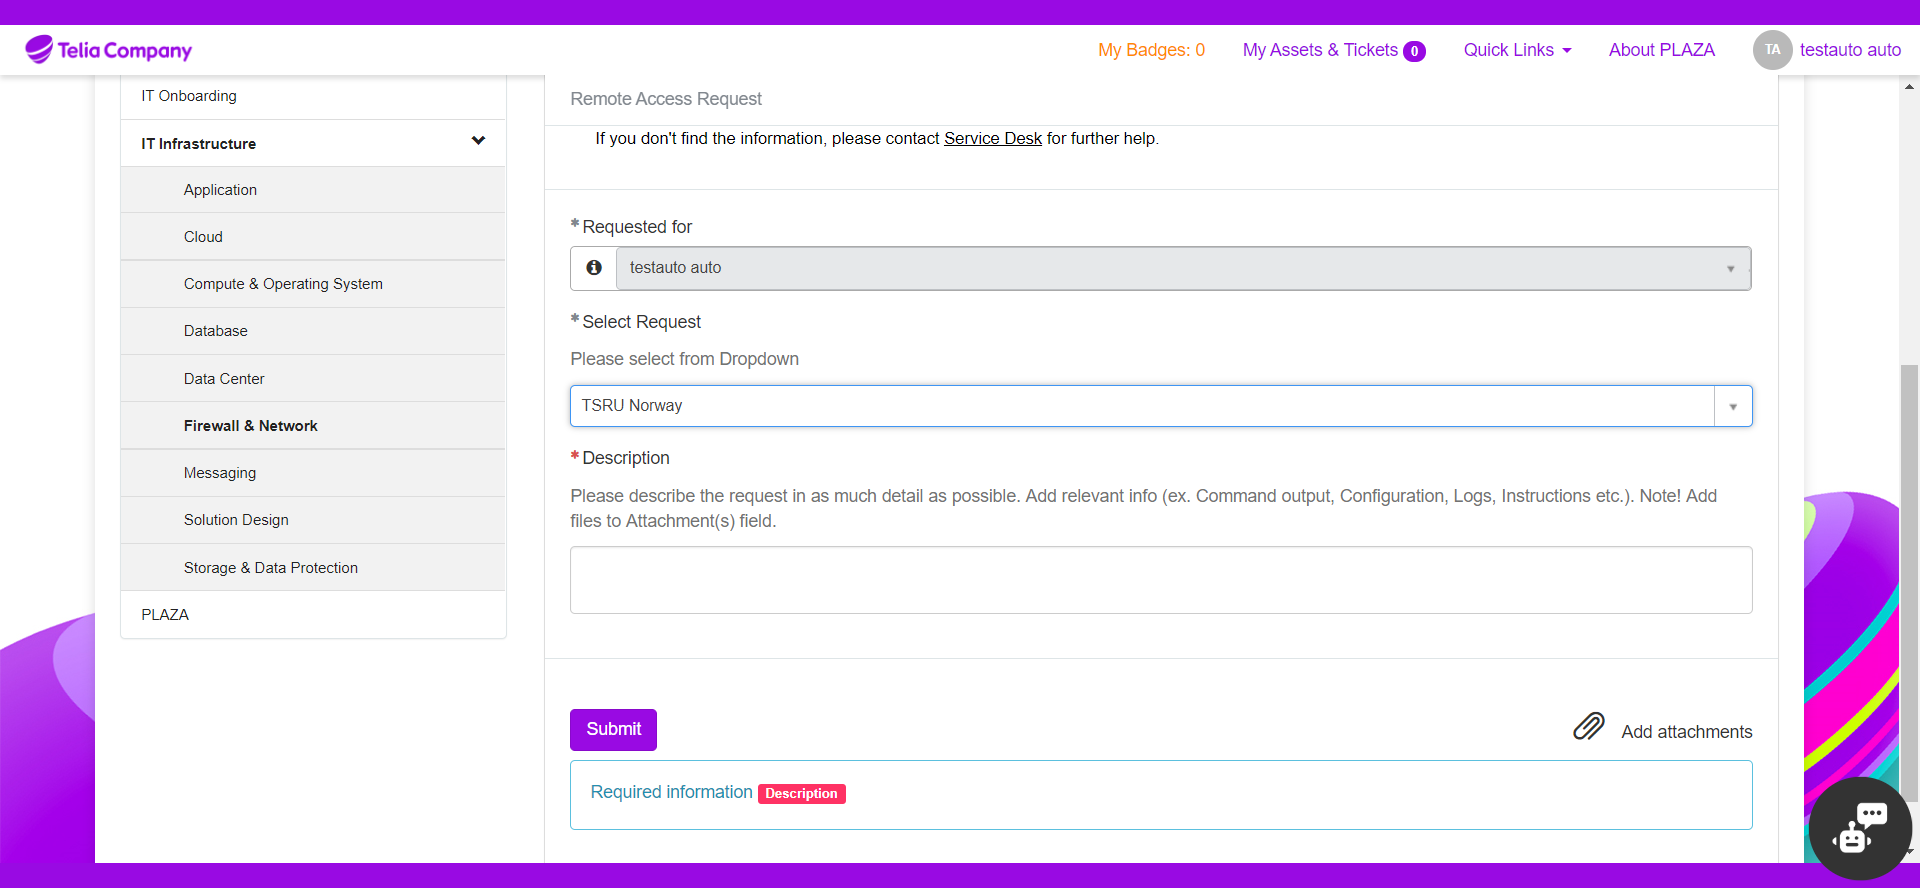 Telia Company
My Badges: 0
My Assets & Tickets 0
Quick Links
About PLAZA
TA
testauto auto
IT Onboarding
IT Infrastructure
Application
Cloud
Compute & Operating System
Database
Data Center
Firewall & Network
Messaging
Solution Design
Storage & Data Protection
PLAZA
Remote Access Request
If you don't find the information, please contact Service Desk for further help.
* Requested for
testauto auto
* Select Request
Please select from Dropdown
TSRU Norway
* Description
Please describe the request in as much detail as possible. Add relevant info (ex. Command output, Configuration, Logs, Instructions etc.). Note! Add
files to Attachment(s) field.
Submit
Add attachments
Required information Description